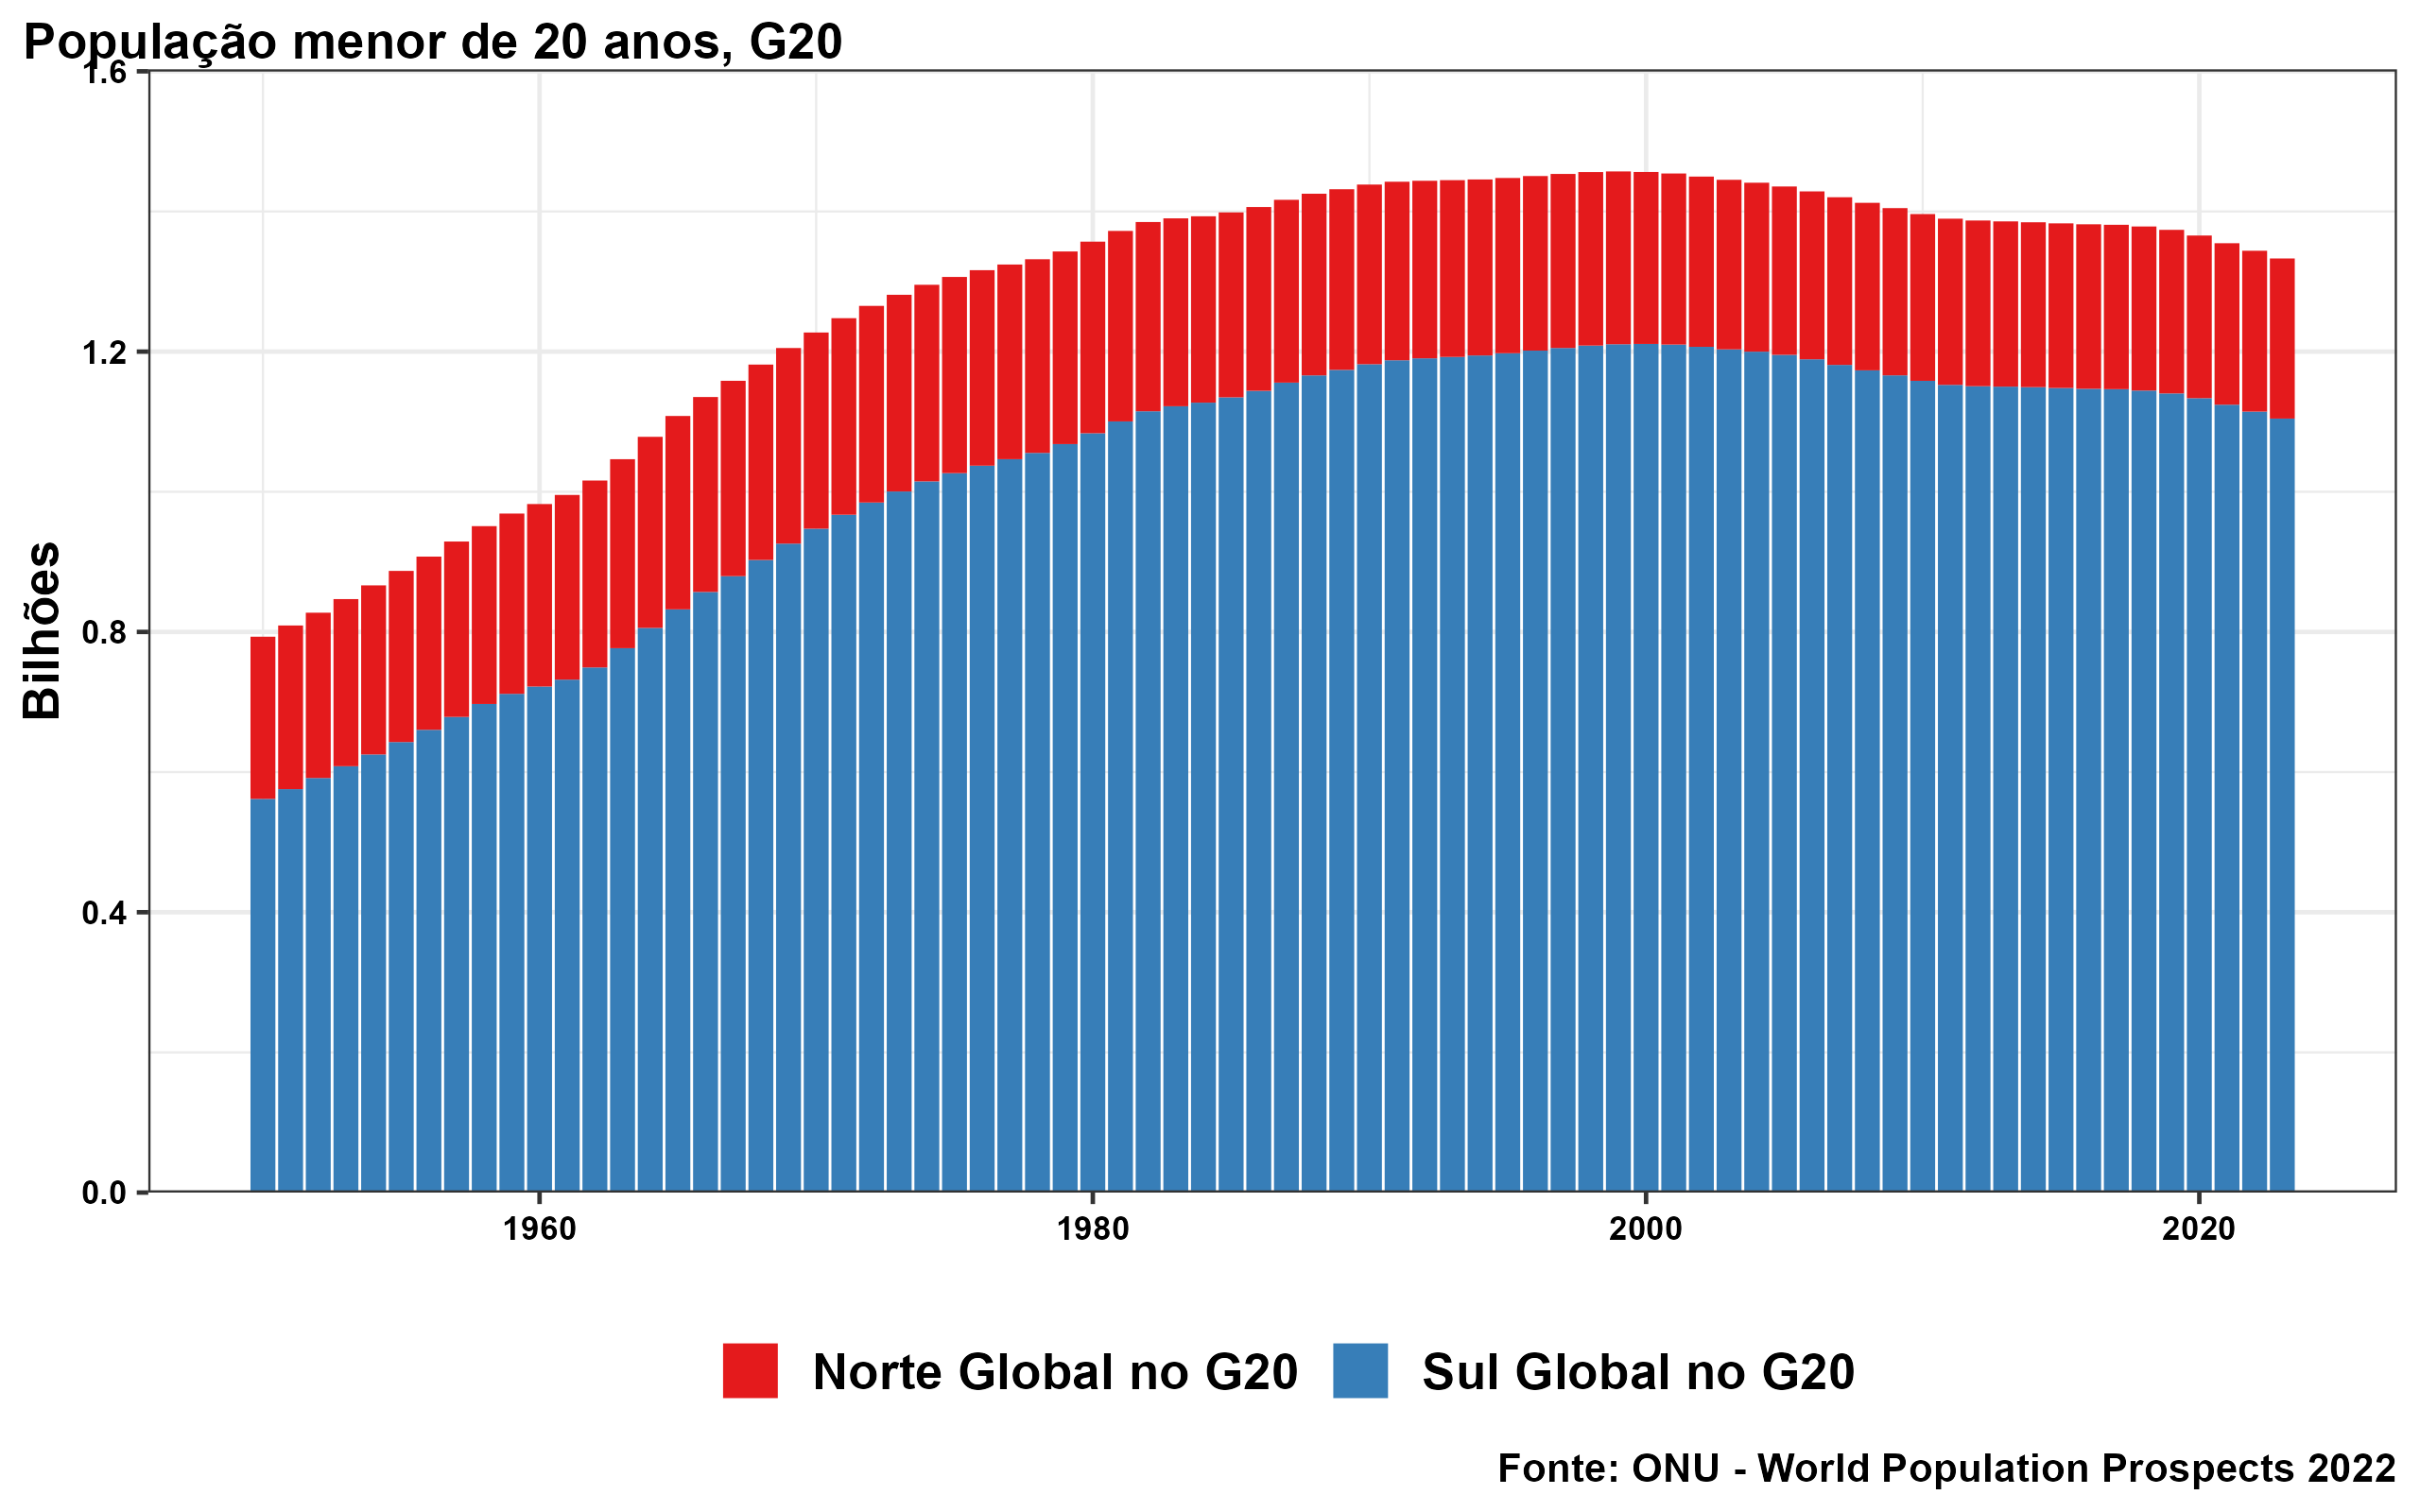 População menor de 20 anos, G20
1.6
1.2
0.8
0.4
0.0
Bilhões
1960 1980 2000 2020
Norte Global no G20 Sul Global no G20
Fonte: ONU - World Population Prospects 2022